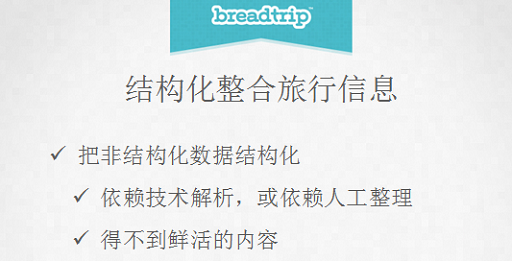 breadtrip™
结构化整合旅行信息
✓ 把非结构化数据结构化
✓ 依赖技术解析，或依赖人工整理
✓ 得不到鲜活的内容